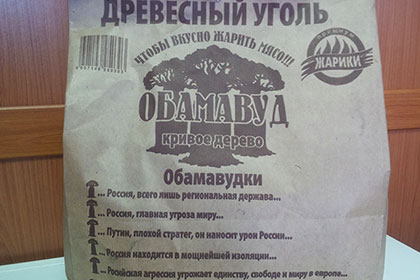 ДРЕВЕСНЫЙ УГОЛЬ
ЧТОБЫ ВКУСНО ЖАРИТЬ МЯСО!!!
ПРЕМИУМ
ЖАРИКИ
ОБАМАВУД
кривое дерево
Обамавудки
... Россия, всего лишь региональная держава...
... Россия, главная угроза миру...
... Путин, плохой стратег, он наносит урон России...
... Россия находится в мощнейшей изоляции...
... Российская агрессия угрожает единству, свободе и миру в европе...